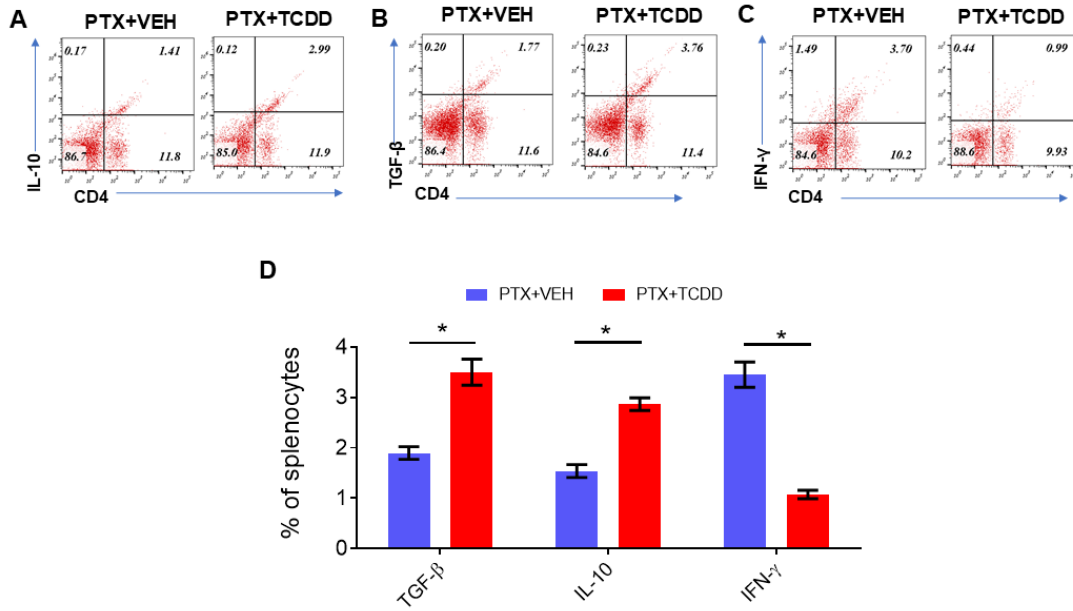 A
PTX+VEH
PTX+TCDD
0.17
1.41
0.12
2.99
86.7
11.8
85.0
11.9
IL-10
CD4
B
PTX+VEH
PTX+TCDD
0.20
1.77
0.23
3.76
86.4
11.6
84.6
11.4
TGF-β
CD4
C
PTX+VEH
PTX+TCDD
1.49
3.70
0.44
0.99
84.6
10.2
88.6
9.93
IFN-γ
CD4
D
PTX+VEH
PTX+TCDD
* * *
% of splenocytes
4
3
2
1
0
TGF-β
IL-10
IFN-γ